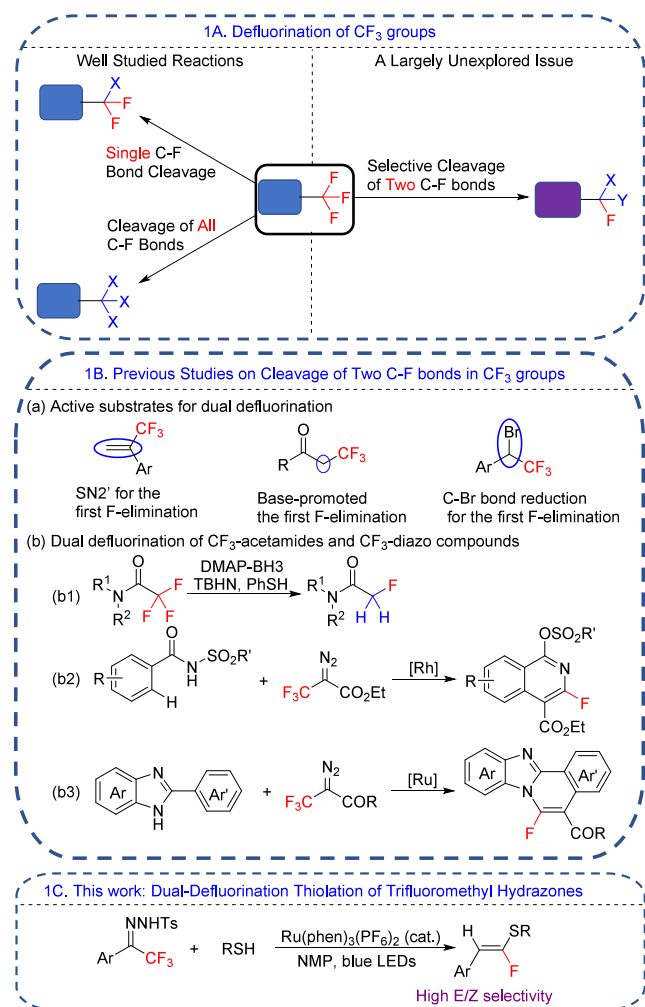 1A. Defluorination of CF3 groups
Well Studied Reactions
A Largely Unexplored Issue
X
F
F
Single C-F
Bond Cleavage
F
F
F
Selective Cleavage
of Two C-F bonds
X
Y
F
Cleavage of All
C-F Bonds
X
X
X
1B. Previous Studies on Cleavage of Two C-F bonds in CF3 groups
(a) Active substrates for dual defluorination
CF3
Ar
O
R
CF3
Br
Ar
CF3
SN2' for the
first F-elimination
Base-promoted
the first F-elimination
C-Br bond reduction
for the first F-elimination
(b) Dual defluorination of CF3-acetamides and CF3-diazo compounds
(b1)
O
R1
N
R2
F
F
F
DMAP-BH3
TBHN, PhSH
O
R1
N
R2
F
H
H
(b2)
O
SO2R'
N
H
R
H
+
N2
F3C
CO2Et
[Rh]
OSO2R'
N
R
F
CO2Et
(b3)
N
Ar
Ar'
N
H
+
N2
F3C
COR
[Ru]
N
Ar
Ar'
N
F
COR
1C. This work: Dual-Defluorination Thiolation of Trifluoromethyl Hydrazones
NNHTs
Ar
CF3
+
RSH
Ru(phen)3(PF6)2 (cat.)
NMP, blue LEDs
H
SR
Ar
F
High E/Z selectivity